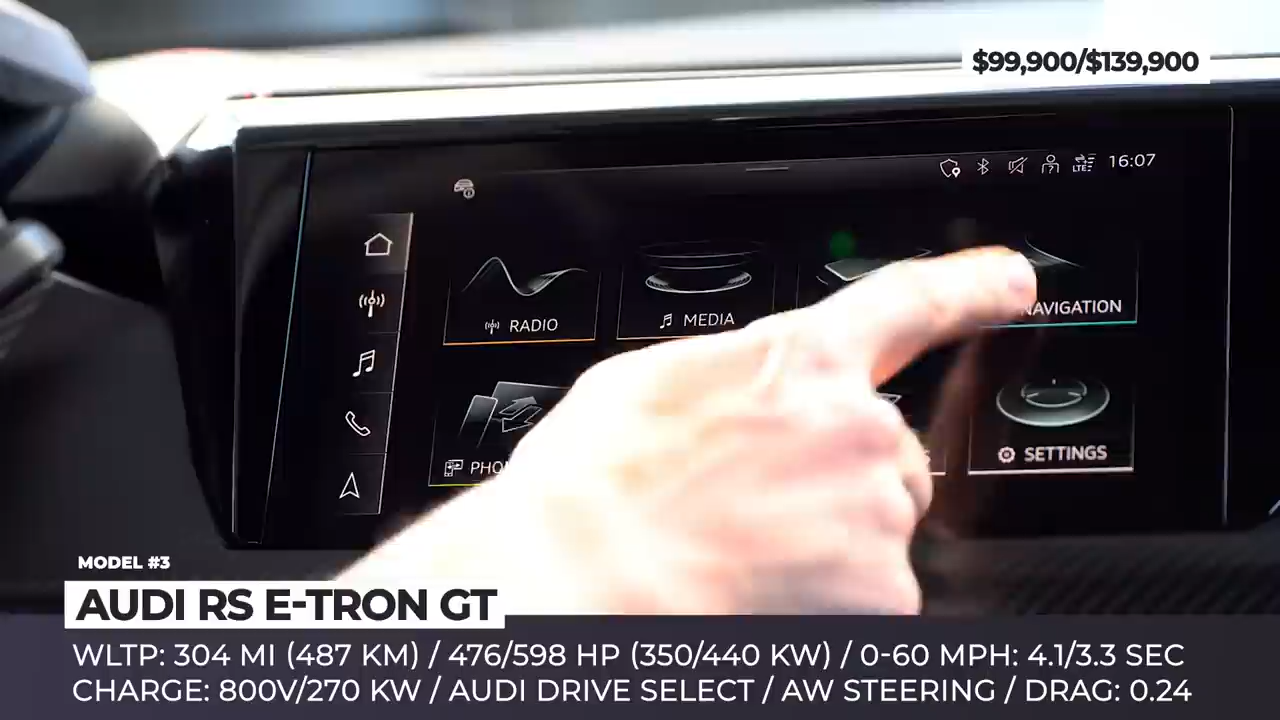 $99,900/$139,900
LTE
16:07
RADIO
MEDIA
NAVIGATION
SETTINGS
MODEL #3
AUDI RS E-TRON GT
WLTP: 304 MI (487 KM) / 476/598 HP (350/440 KW) / 0-60 MPH: 4.1/3.3 SEC
CHARGE: 800V/270 KW / AUDI DRIVE SELECT / AW STEERING / DRAG: 0.24